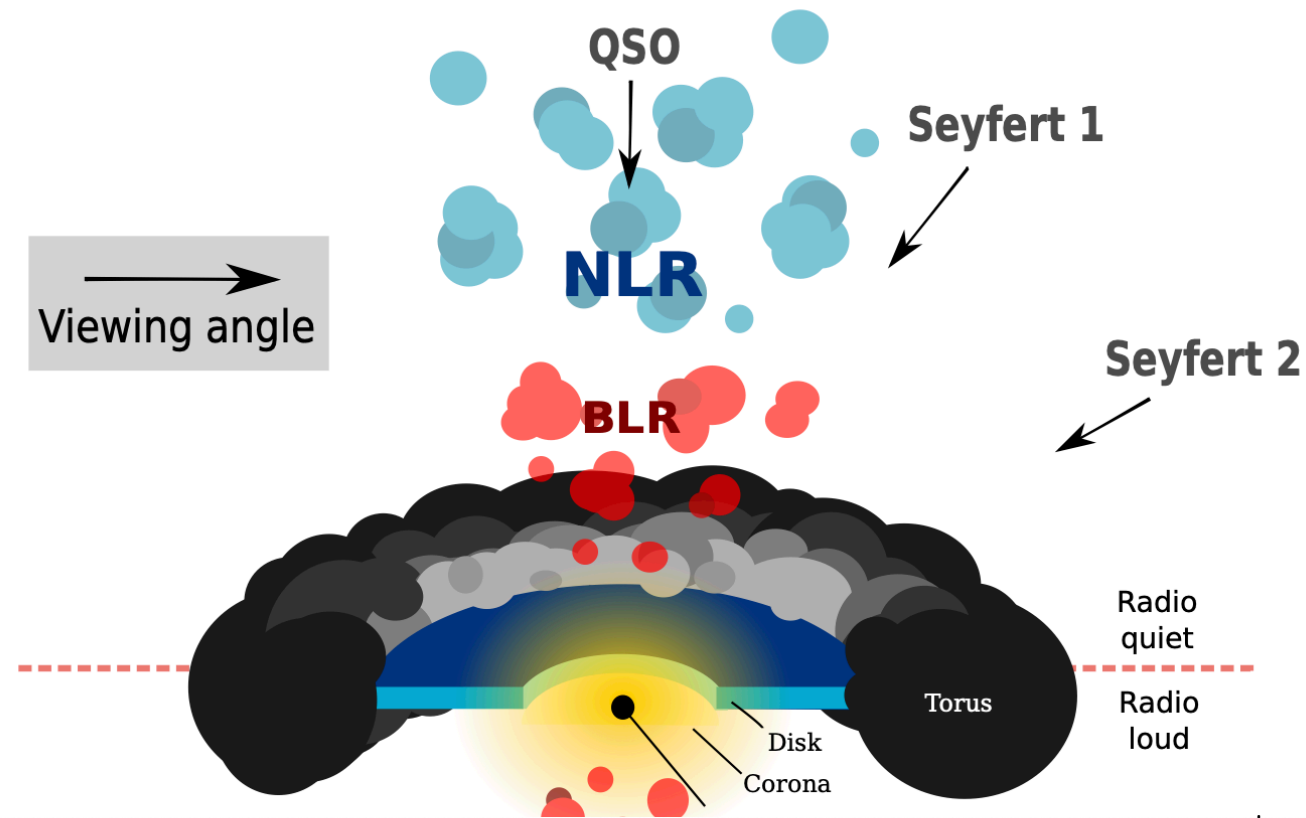 QSO
Seyfert 1
NLR
Viewing angle
Seyfert 2
BLR
Radio
quiet
Torus
Radio
loud
Disk
Corona